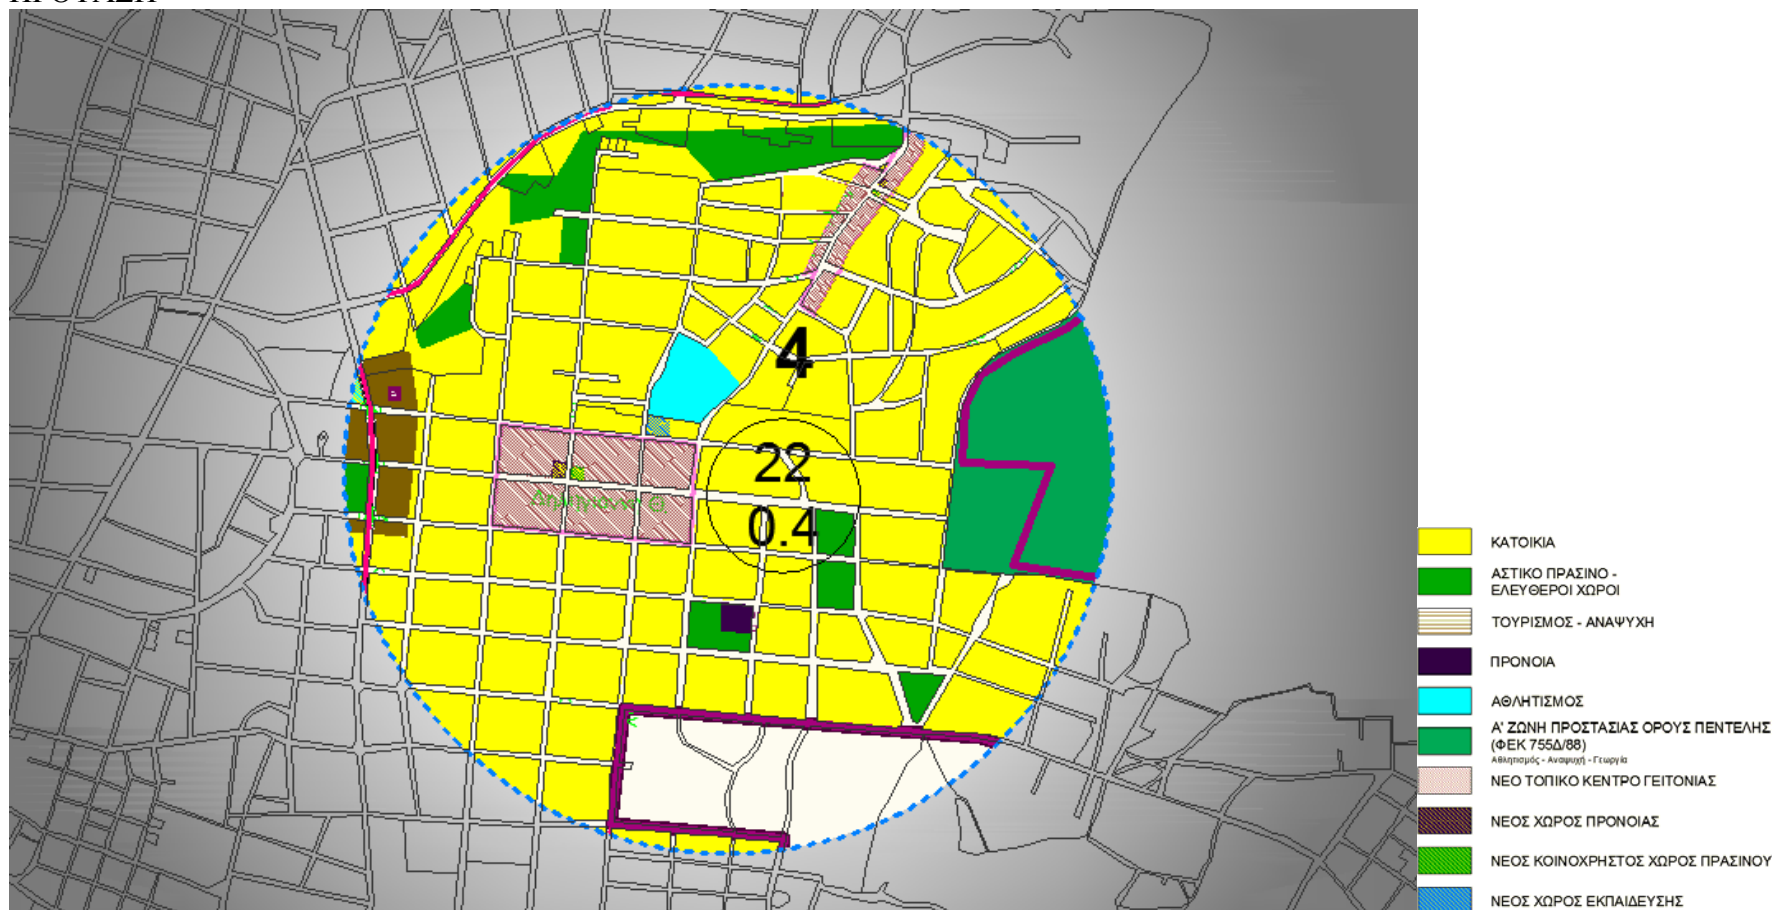 ΠΡΟΤΑΣΗ
4
22
0.4
ΚΑΤΟΙΚΙΑ
ΑΣΤΙΚΟ ΠΡΑΣΙΝΟ -
ΕΛΕΥΘΕΡΟΙ ΧΩΡΟΙ
ΤΟΥΡΙΣΜΟΣ - ΑΝΑΨΥΧΗ
ΠΡΟΝΟΙΑ
ΑΘΛΗΤΙΣΜΟΣ
Α' ΖΩΝΗ ΠΡΟΣΤΑΣΙΑΣ ΟΡΟΥΣ ΠΕΝΤΕΛΗΣ
(ΦΕΚ 755Δ/88)
Αθλητισμός - Αναψυχή - Γεωργία
ΝΕΟ ΤΟΠΙΚΟ ΚΕΝΤΡΟ ΓΕΙΤΟΝΙΑΣ
ΝΕΟΣ ΧΩΡΟΣ ΠΡΟΝΟΙΑΣ
ΝΕΟΣ ΚΟΙΝΟΧΡΗΣΤΟΣ ΧΩΡΟΣ ΠΡΑΣΙΝΟΥ
ΝΕΟΣ ΧΩΡΟΣ ΕΚΠΑΙΔΕΥΣΗΣ